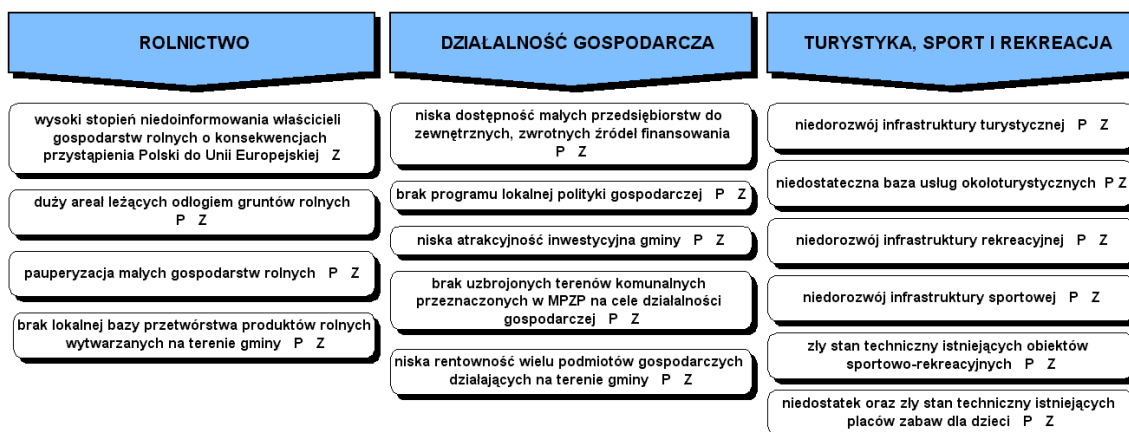 ROLNICTWO
wysoki stopień niedoinformowania właścicieli
gospodarstw rolnych o konsekwencjach
przystąpienia Polski do Unii Europejskiej Z
duży areał leżących odłogiem gruntów rolnych
P Z
pauperyzacja małych gospodarstw rolnych P Z
brak lokalnej bazy przetwórstwa produktów rolnych
wytwarzanych na terenie gminy P Z
DZIAŁALNOŚĆ GOSPODARCZA
niska dostępność małych przedsiębiorstw do
zewnętrznych, zwrotnych źródeł finansowania
P Z
brak programu lokalnej polityki gospodarczej P Z
niska atrakcyjność inwestycyjna gminy P Z
brak uzbrojonych terenów komunalnych
przeznaczonych w MPZP na cele działalności
gospodarczej P Z
niska rentowność wielu podmiotów gospodarczych
działających na terenie gminy P Z
TURYSTYKA, SPORT I REKREACJA
niedorozwój infrastruktury turystycznej P Z
niedostateczna baza usług okołoturystycznych P Z
niedorozwój infrastruktury rekreacyjnej P Z
niedorozwój infrastruktury sportowej P Z
zły stan techniczny istniejących obiektów
sportowo-rekreacyjnych P Z
niedostatek oraz zły stan techniczny istniejących
placów zabaw dla dzieci P Z